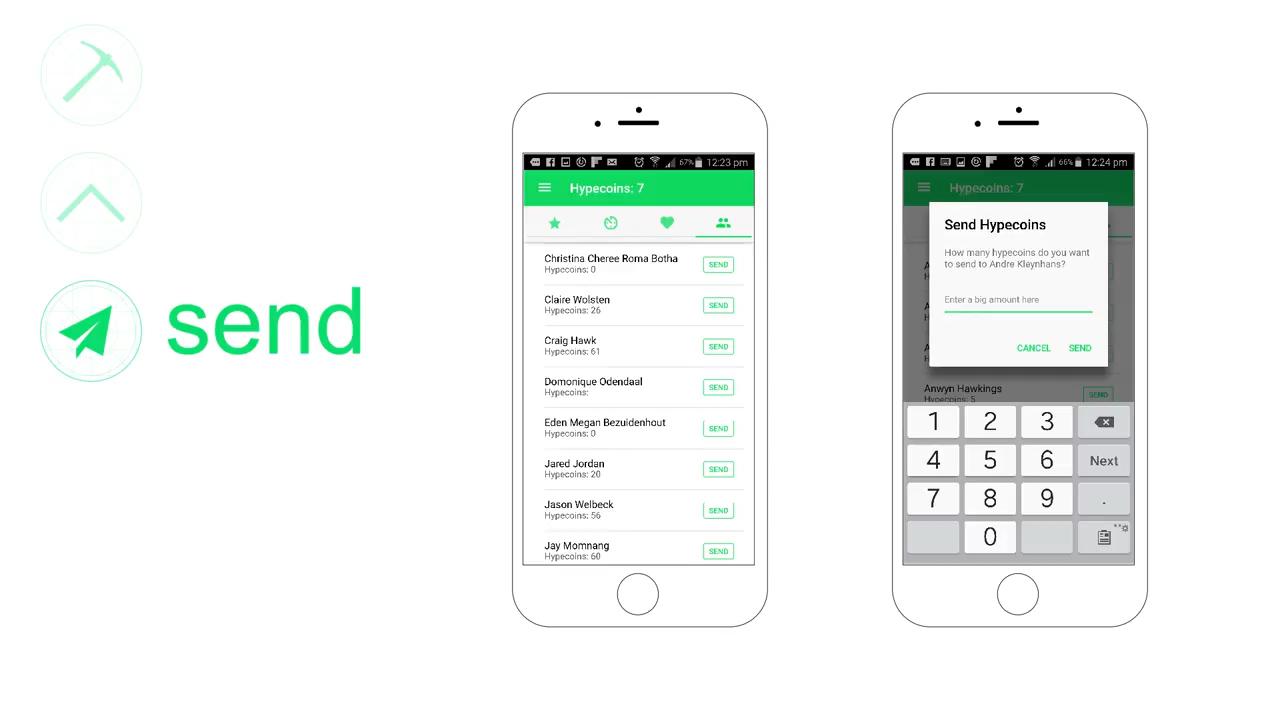 send
67% 12:23 pm
Hypecoins: 7
Christina Cheree Roma Botha
Hypecoins: 0
SEND
Claire Wolsten
Hypecoins: 26
SEND
Craig Hawk
Hypecoins: 61
SEND
Domonique Odendaal
Hypecoins:
SEND
Eden Megan Bezuidenhout
Hypecoins: 0
SEND
Jared Jordan
Hypecoins: 20
SEND
Jason Welbeck
Hypecoins: 56
SEND
Jay Momnang
Hypecoins: 60
SEND
66% 12:24 pm
Hypecoins: 7
Send Hypecoins
How many hypecoins do you want
to send to Andre Kleynhans?
Enter a big amount here
CANCEL SEND
Anwyn Hawkings
Hypecoins: 5
SEND
1 2 3
4 5 6 Next
7 8 9 .
0